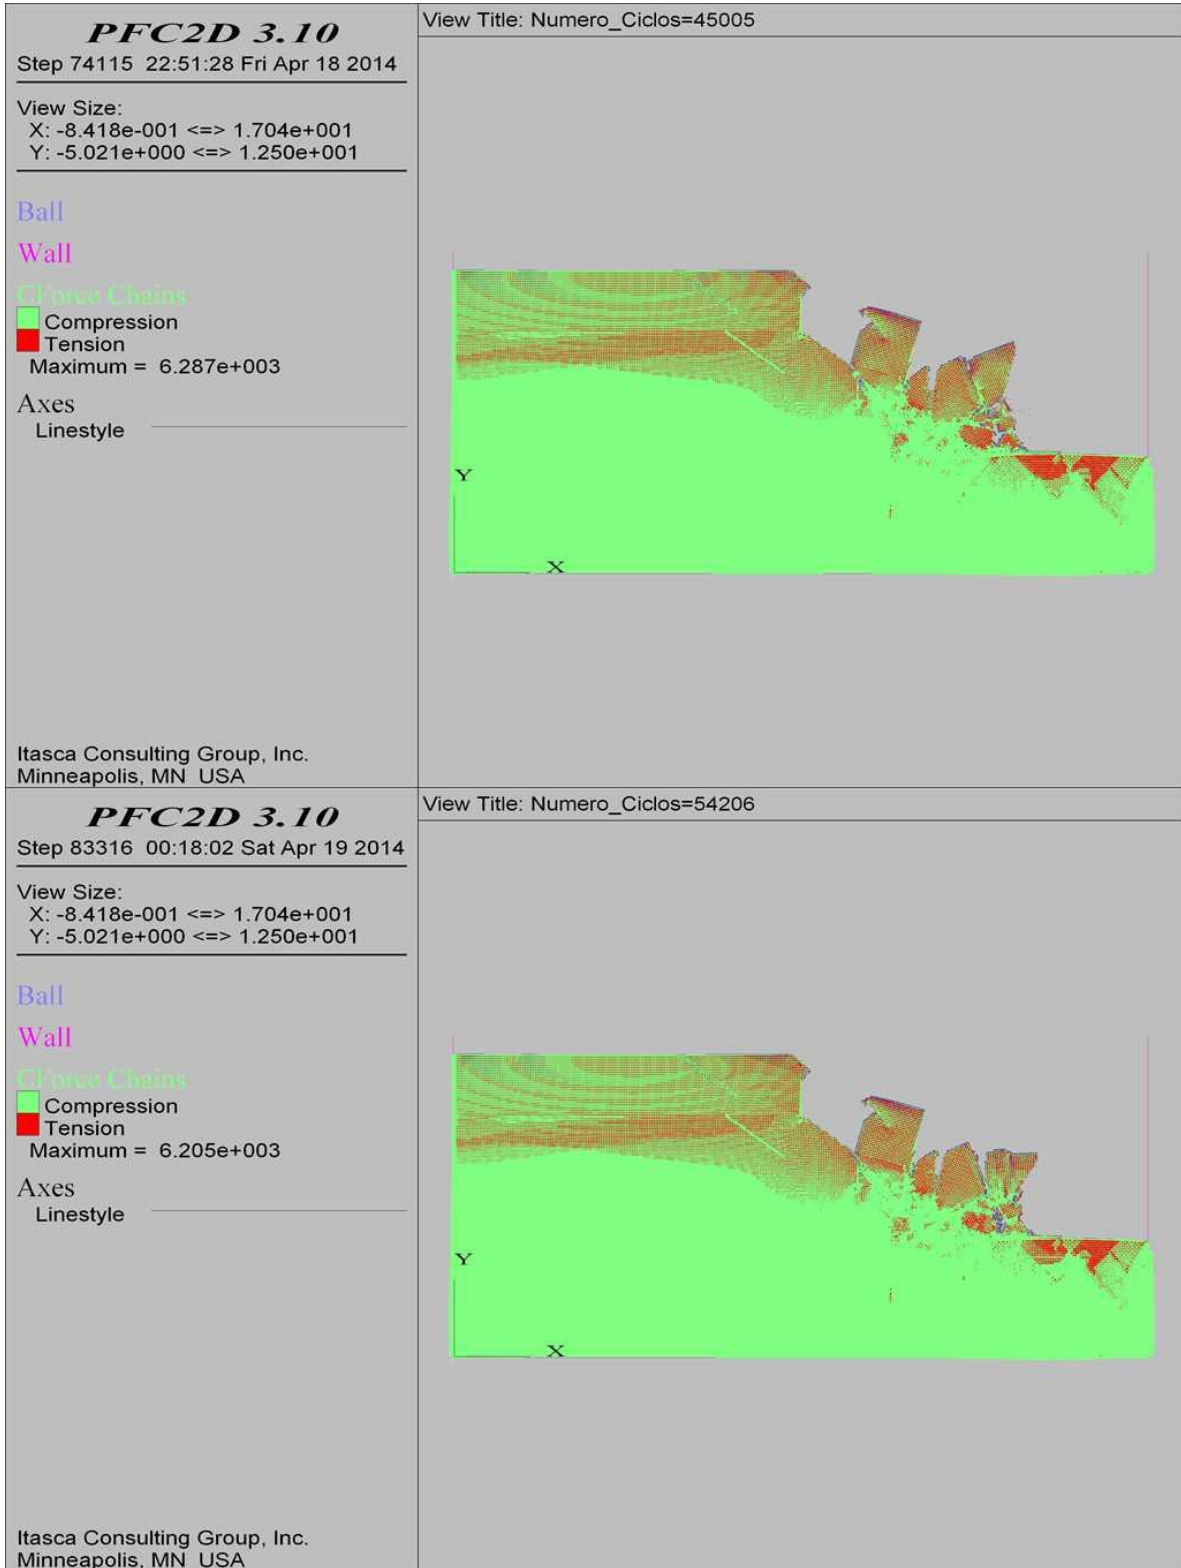 PFC2D 3.10
Step 74115 22:51:28 Fri Apr 18 2014
View Size:
X: -8.418e-001 <=> 1.704e+001
Y: -5.021e+000 <=> 1.250e+001
Ball
Wall
CForce Chains
Compression
Tension
Maximum = 6.287e+003
Axes
Linestyle
Itasca Consulting Group, Inc.
Minneapolis, MN USA
View Title: Numero_Ciclos=45005
Y
X
PFC2D 3.10
Step 83316 00:18:02 Sat Apr 19 2014
View Size:
X: -8.418e-001 <=> 1.704e+001
Y: -5.021e+000 <=> 1.250e+001
Ball
Wall
CForce Chains
Compression
Tension
Maximum = 6.205e+003
Axes
Linestyle
Itasca Consulting Group, Inc.
Minneapolis, MN USA
View Title: Numero_Ciclos=54206
Y
X